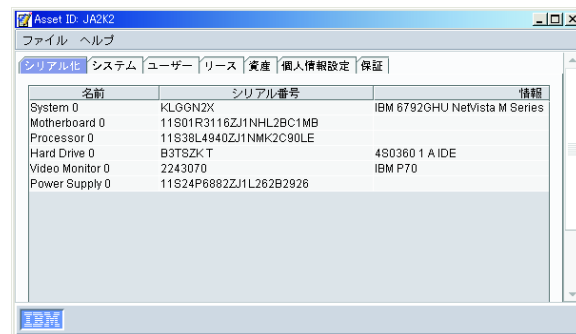 Asset ID: JA2K2
ファイル ヘルプ
シリアル化 システム ユーザー リース 資産 個人情報設定 保証
名前 シリアル番号 情報
System 0 KLGGN2X IBM 6792GHU NetVista M Series
Motherboard 0 11S01R3116ZJ1NHL2BC1MB
Processor 0 11S38L4940ZJ1NMK2C90LE
Hard Drive 0 B3TSZKT 4S0360 1 A IDE
Video Monitor 0 2243070 IBM P70
Power Supply 0 11S24P6882ZJ1L262B2926
IBM